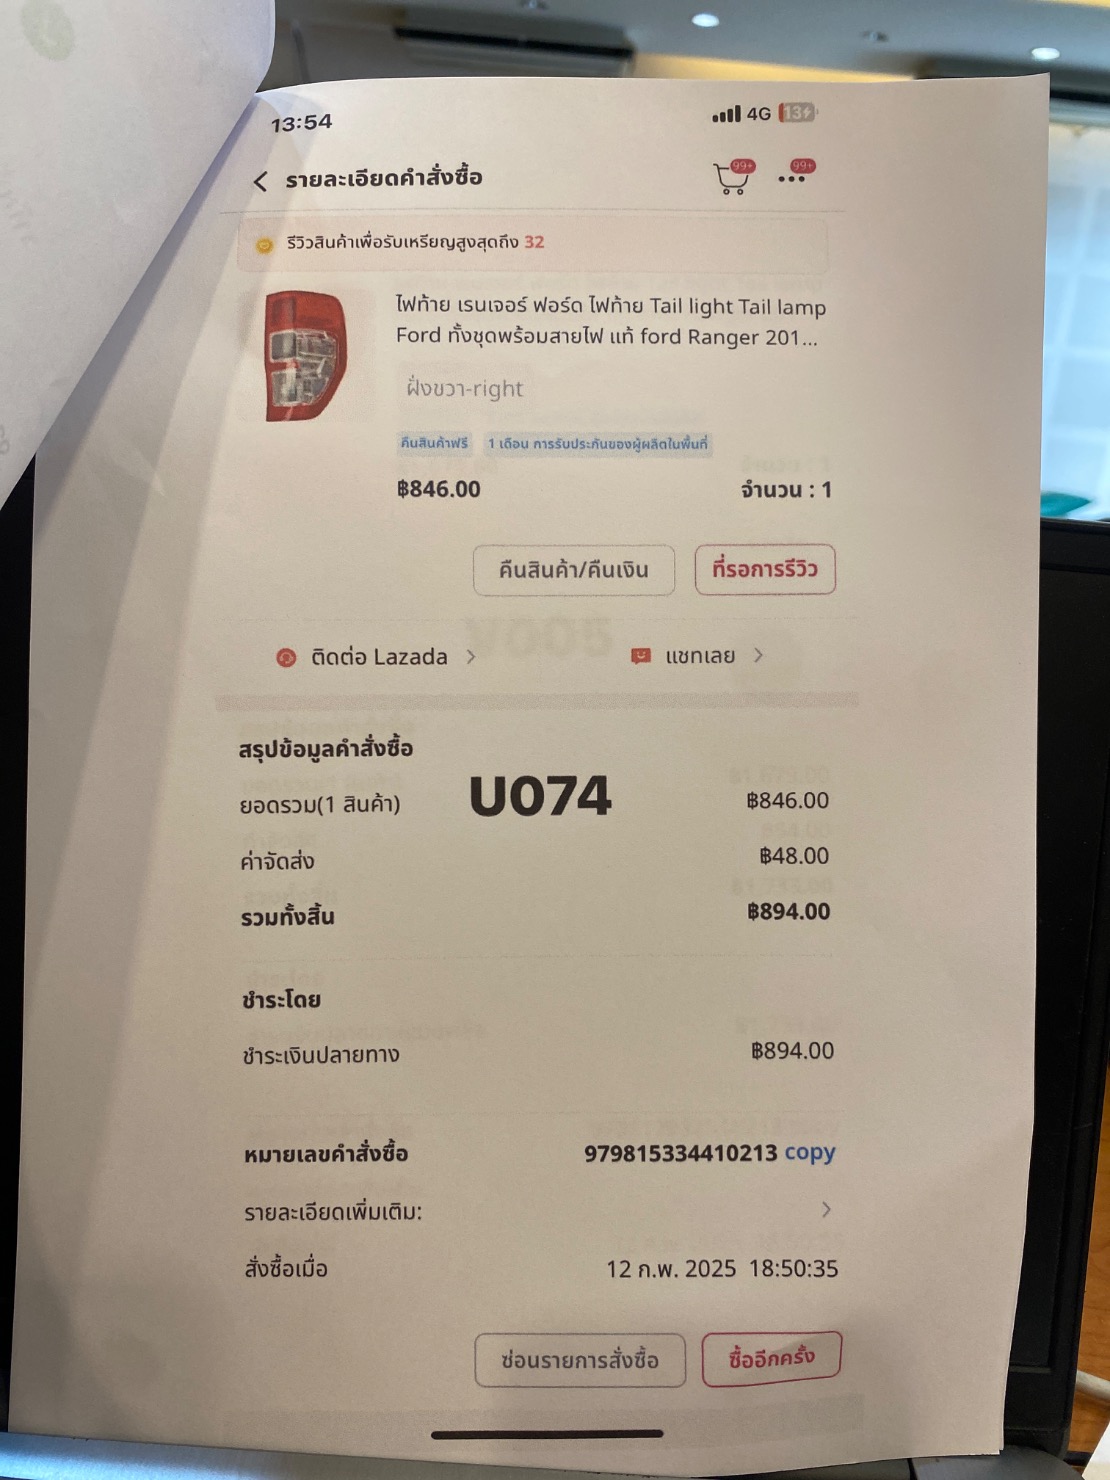 13:54
4G 13
รายละเอียดคำสั่งซื้อ
99+
99+
รีวิวสินค้าเพื่อรับเหรียญสูงสุดถึง 32
ไฟท้าย เรนเจอร์ ฟอร์ด ไฟท้าย Tail light Tail lamp
Ford ทั้งชุดพร้อมสายไฟ แท้ ford Ranger 201...
ฝั่งขวา-right
คืนสินค้าฟรี 1 เดือน การรับประกันของผู้ผลิตในพื้นที่
฿846.00 จำนวน : 1
คืนสินค้า/คืนเงิน ที่รอการรีวิว
ติดต่อ Lazada แชทเลย
สรุปข้อมูลคำสั่งซื้อ
ยอดรวม(1 สินค้า) U074 ฿846.00
ค่าจัดส่ง ฿48.00
รวมทั้งสิ้น ฿894.00
ชำระโดย
ชำระเงินปลายทาง ฿894.00
หมายเลขคำสั่งซื้อ 979815334410213 copy
รายละเอียดเพิ่มเติม:
สั่งซื้อเมื่อ 12 ก.พ. 2025 18:50:35
ซ่อนรายการสั่งซื้อ ซื้ออีกครั้ง